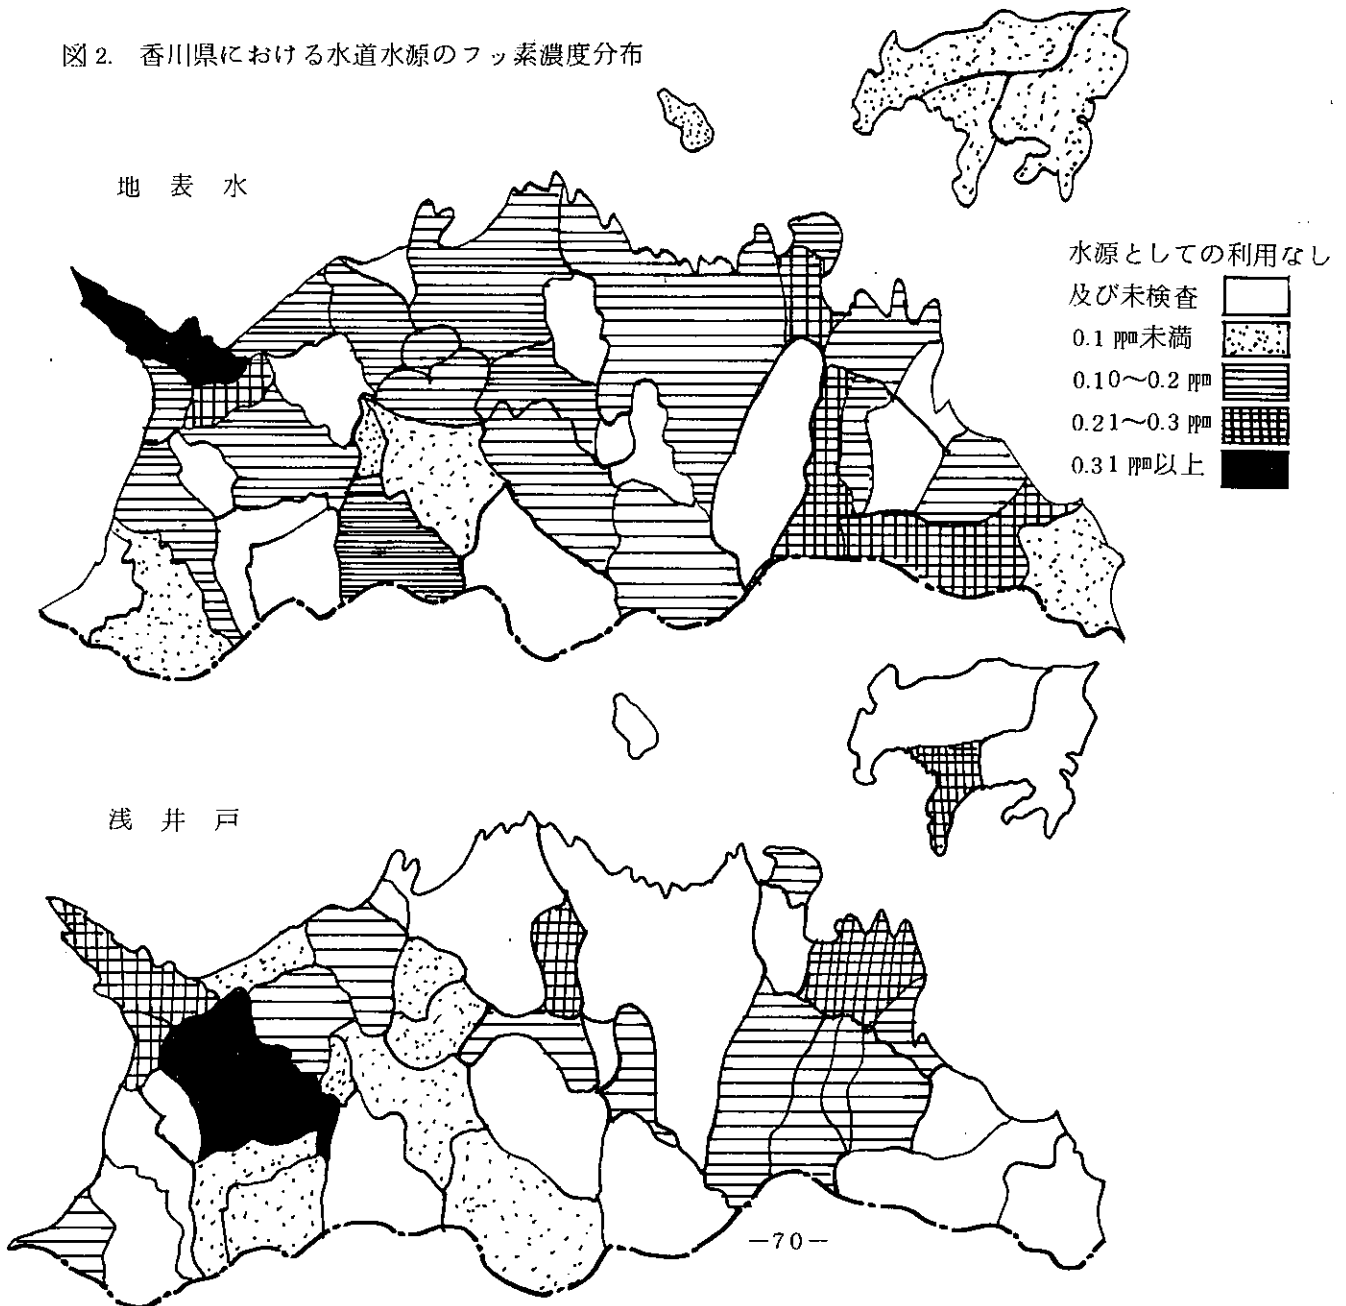 図2. 香川県における水道水源のフッ素濃度分布
地表水
水源としての利用なし
及び未検査
0.1 ㏙未満
0.10〜0.2 ㏙
0.21〜0.3 ㏙
0.31 ㏙以上
浅井戸
—70—